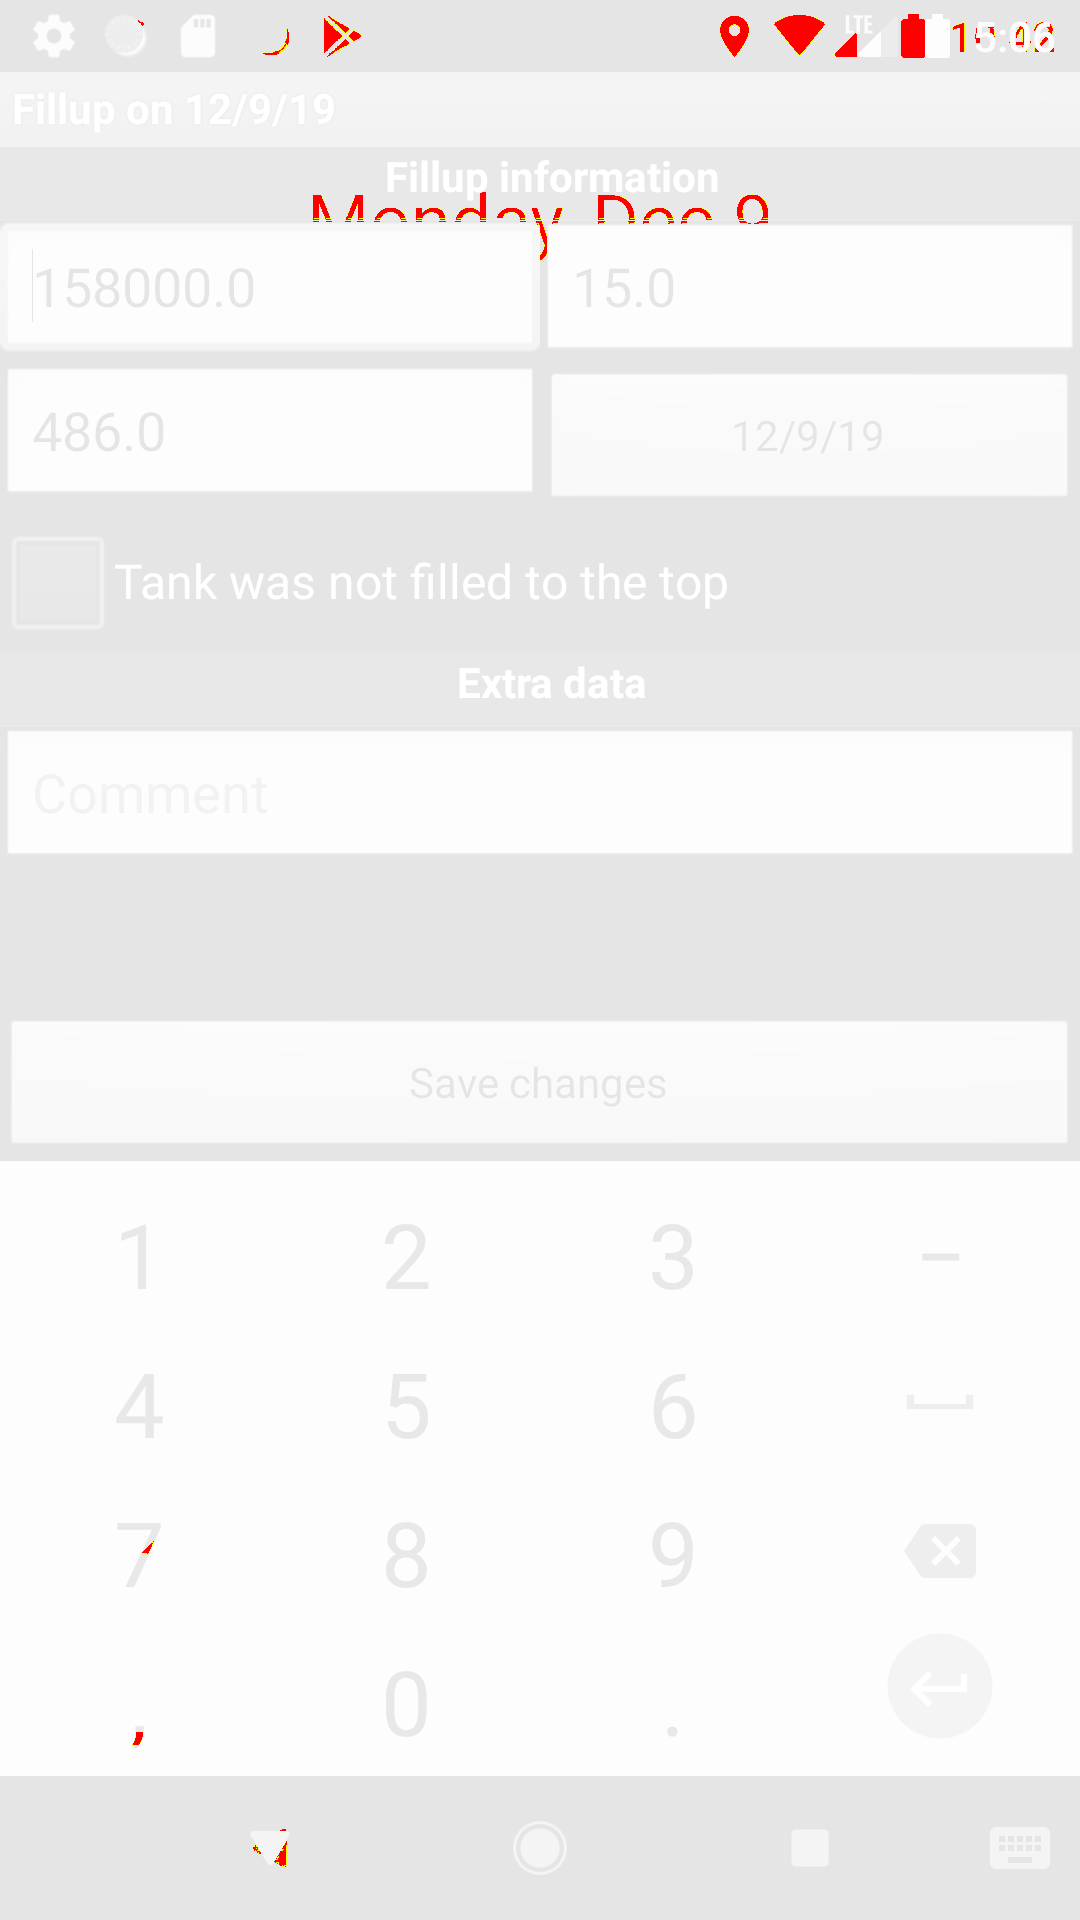 LTE
Fillup on 12/9/19
Fillup information
Monday, Dec 9
158000.0 15.0
486.0 12/9/19
Tank was not filled to the top
Extra data
Comment
Save changes
1 2 3 –
4 5 6
7 8 9
, 0 .